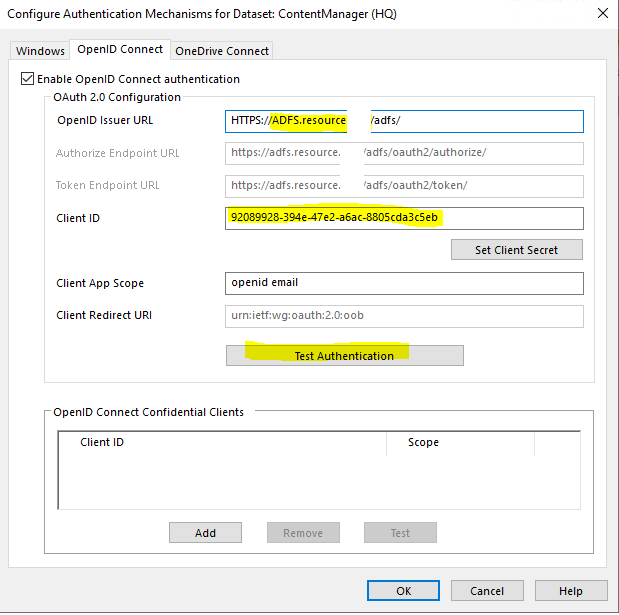 Configure Authentication Mechanisms for Dataset: ContentManager (HQ)
Windows OpenID Connect OneDrive Connect
Enable OpenID Connect authentication
OAuth 2.0 Configuration
OpenID Issuer URL HTTPS://ADFS.resource /adfs/
Authorize Endpoint URL https://adfs.resource. /adfs/oauth2/authorize/
Token Endpoint URL https://adfs.resource. /adfs/oauth2/token/
Client ID 92089928-394e-47e2-a6ac-8805cda3c5eb
Set Client Secret
Client App Scope openid email
Client Redirect URI urn:ietf:wg:oauth:2.0:oob
Test Authentication
OpenID Connect Confidential Clients
Client ID Scope
Add Remove Test
OK Cancel Help